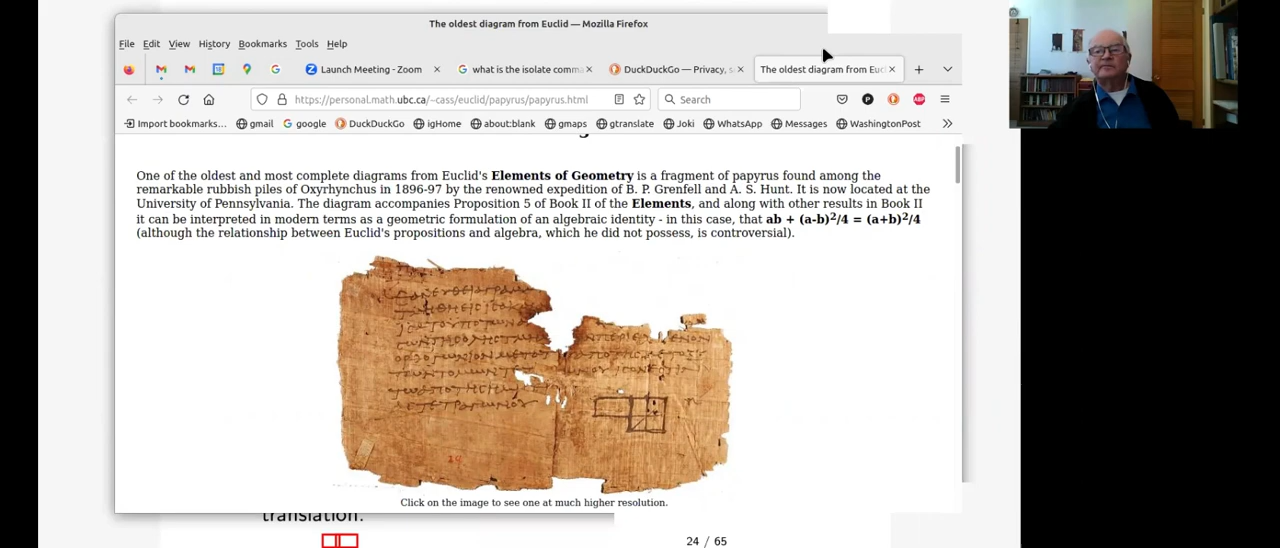 The oldest diagram from Euclid — Mozilla Firefox
File Edit View History Bookmarks Tools Help
Launch Meeting - Zoom × what is the isolate comma × DuckDuckGo — Privacy, s × The oldest diagram from Eucl ×
https://personal.math.ubc.ca/~cass/euclid/papyrus/papyrus.html Search
Import bookmarks... gmail google DuckDuckGo igHome about:blank gmaps gtranslate Joki WhatsApp Messages WashingtonPost
One of the oldest and most complete diagrams from Euclid's Elements of Geometry is a fragment of papyrus found among the
remarkable rubbish piles of Oxyrhynchus in 1896-97 by the renowned expedition of B. P. Grenfell and A. S. Hunt. It is now located at the
University of Pennsylvania. The diagram accompanies Proposition 5 of Book II of the Elements, and along with other results in Book II
it can be interpreted in modern terms as a geometric formulation of an algebraic identity - in this case, that ab + (a-b)²/4 = (a+b)²/4
(although the relationship between Euclid's propositions and algebra, which he did not possess, is controversial).
Click on the image to see one at much higher resolution.
translation.
24 / 65